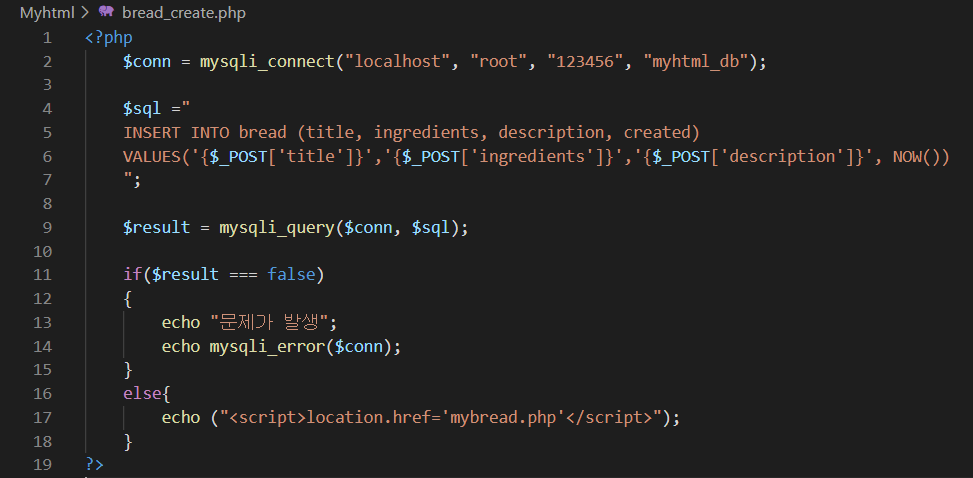 Myhtml > bread_create.php
1 <?php
2 $conn = mysqli_connect("localhost", "root", "123456", "myhtml_db");
3
4 $sql ="
5 INSERT INTO bread (title, ingredients, description, created)
6 VALUES('{$_POST['title']}','{$_POST['ingredients']}','{$_POST['description']}', NOW())
7 ";
8
9 $result = mysqli_query($conn, $sql);
10
11 if($result === false)
12 {
13 echo "문제가 발생";
14 echo mysqli_error($conn);
15 }
16 else{
17 echo ("<script>location.href='mybread.php'</script>");
18 }
19 ?>